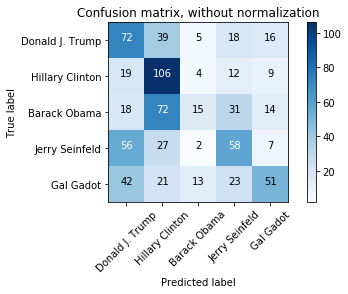 Confusion matrix, without normalization
True label
Donald J. Trump 72 39 5 18 16
Hillary Clinton 19 106 4 12 9
Barack Obama 18 72 15 31 14
Jerry Seinfeld 56 27 2 58 7
Gal Gadot 42 21 13 23 51
Donald J. Trump Hillary Clinton Barack Obama Jerry Seinfeld Gal Gadot
Predicted label
100
80
60
40
20